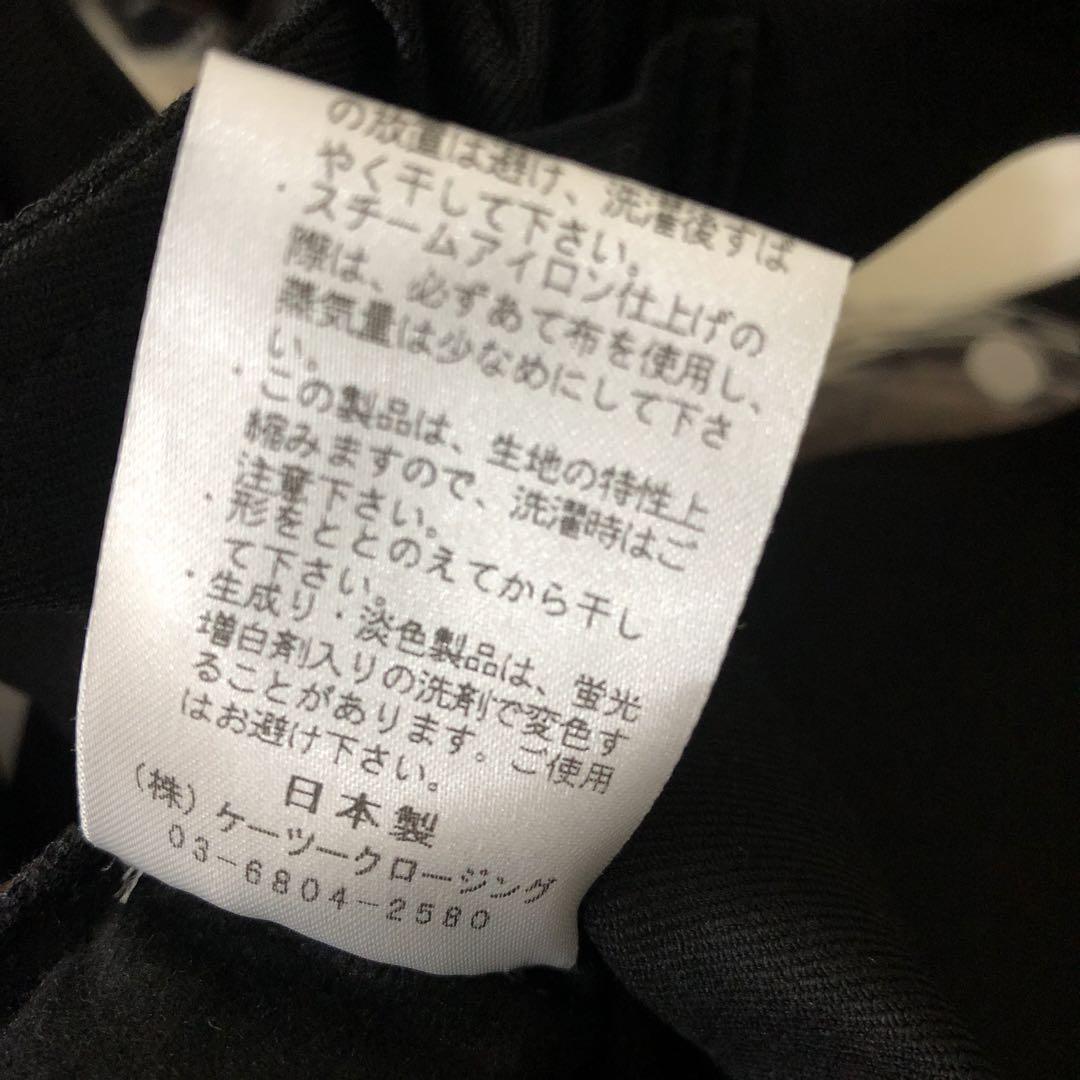 の放置は避け、洗濯後すば
やく干して下さい。
・スチームアイロン仕上げの
際は、必ずあて布を使用し、
蒸気量は少なめにして下さ
い。
・この製品は、生地の特性上
縮みますので、洗濯時はご
注意下さい。
・形をととのえてから干し
て下さい。
・生成り・淡色製品は、蛍光
増白剤入りの洗剤で変色す
ることがあります。ご使用
はお避け下さい。
日本製
(株)ケーツークロージング
03-6804-2580